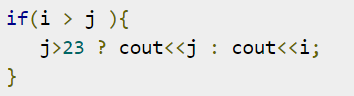 if(i > j ){
   j>23 ? cout<<j : cout<<i;
}